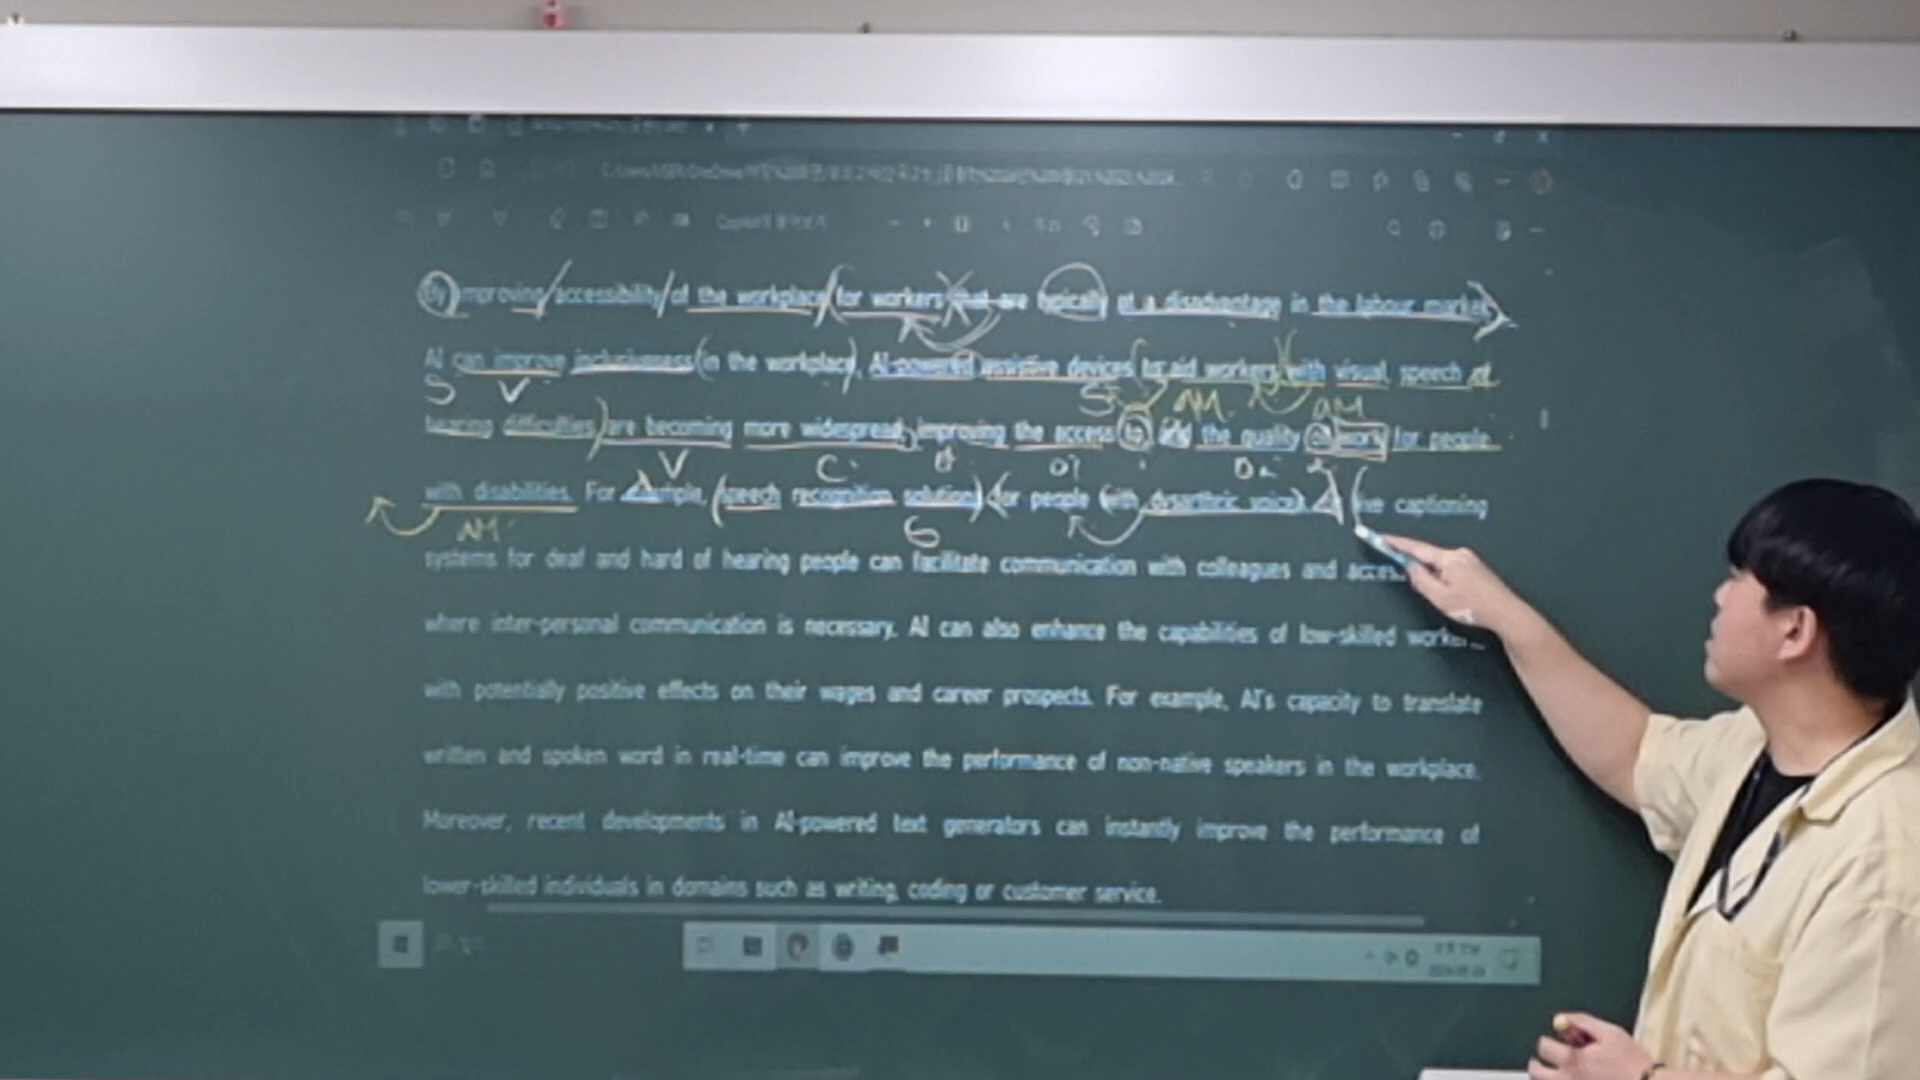 By improving accessibility of the workplace for workers that are typically at a disadvantage in the labour market,
AI can improve inclusiveness in the workplace. AI-powered assistive devices to aid workers with visual, speech or
S V S AM AM
hearing difficulties are becoming more widespread, improving the access to and the quality of work for people
V C
with disabilities. For example, speech recognition solutions for people with dysarthric voices, live captioning
AM S
systems for deaf and hard of hearing people can facilitate communication with colleagues and access
where inter-personal communication is necessary. AI can also enhance the capabilities of low-skilled
with potentially positive effects on their wages and career prospects. For example, AI's capacity to translate
written and spoken word in real-time can improve the performance of non-native speakers in the workplace.
Moreover, recent developments in AI-powered text generators can instantly improve the performance of
lower-skilled individuals in domains such as writing, coding or customer service.